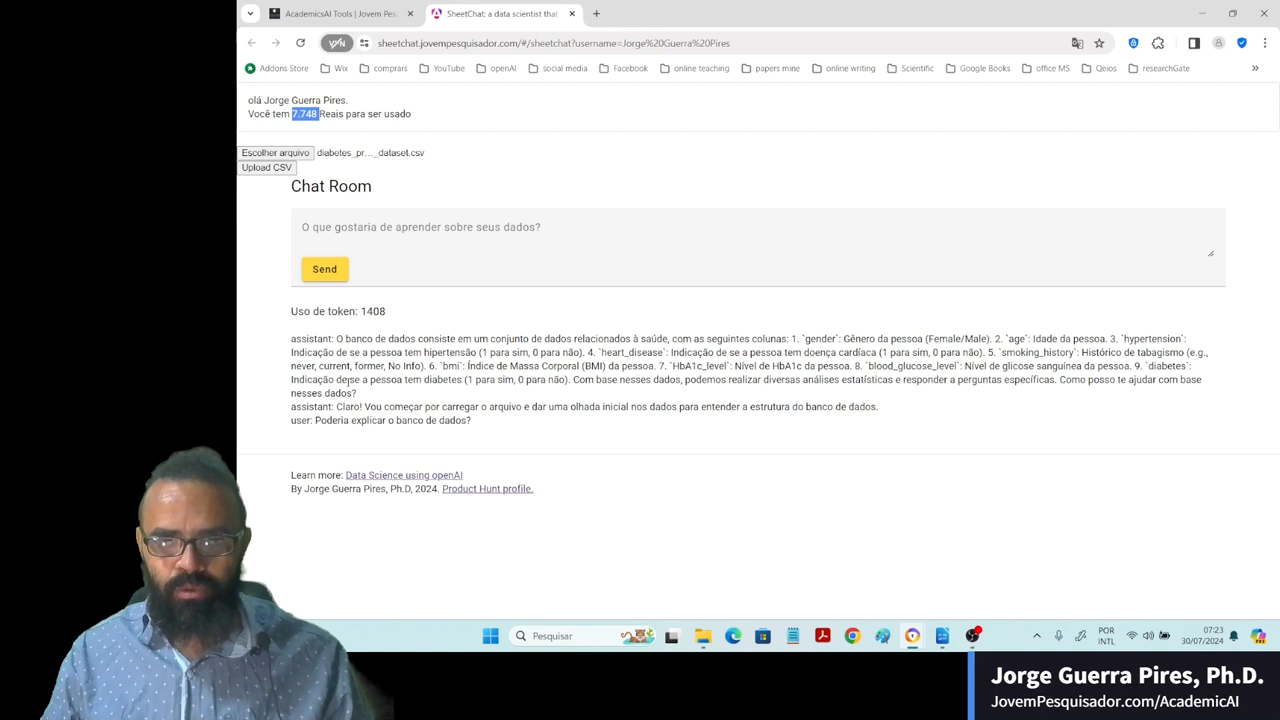 AcademicsAI Tools | Jovem Pes
SheetChat: a data scientist that
sheetchat.jovempesquisador.com/#/sheetchat?username=Jorge%20Guerra%20Pires
Addons Store Wix comprars YouTube openAI social media Facebook online teaching papers mine online writing Scientific Google Books office MS Qeios researchGate
olá Jorge Guerra Pires.
Você tem 7.748 Reais para ser usado
Escolher arquivo diabetes_pr…_dataset.csv
Upload CSV
Chat Room
O que gostaria de aprender sobre seus dados?
Send
Uso de token: 1408
assistant: O banco de dados consiste em um conjunto de dados relacionados à saúde, com as seguintes colunas: 1. `gender`: Gênero da pessoa (Female/Male). 2. `age`: Idade da pessoa. 3. `hypertension`:
Indicação de se a pessoa tem hipertensão (1 para sim, 0 para não). 4. `heart_disease`: Indicação de se a pessoa tem doença cardíaca (1 para sim, 0 para não). 5. `smoking_history`: Histórico de tabagismo (e.g.,
never, current, former, No Info). 6. `bmi`: Índice de Massa Corporal (BMI) da pessoa. 7. `HbA1c_level`: Nível de HbA1c da pessoa. 8. `blood_glucose_level`: Nível de glicose sanguínea da pessoa. 9. `diabetes`:
Indicação de se a pessoa tem diabetes (1 para sim, 0 para não). Com base nesses dados, podemos realizar diversas análises estatísticas e responder a perguntas específicas. Como posso te ajudar com base
nesses dados?
assistant: Claro! Vou começar por carregar o arquivo e dar uma olhada inicial nos dados para entender a estrutura do banco de dados.
user: Poderia explicar o banco de dados?
Learn more: Data Science using openAI
By Jorge Guerra Pires, Ph.D, 2024. Product Hunt profile.
Pesquisar
POR
INTL
07:23
30/07/2024
Jorge Guerra Pires, Ph.D.
JovemPesquisador.com/AcademicAI